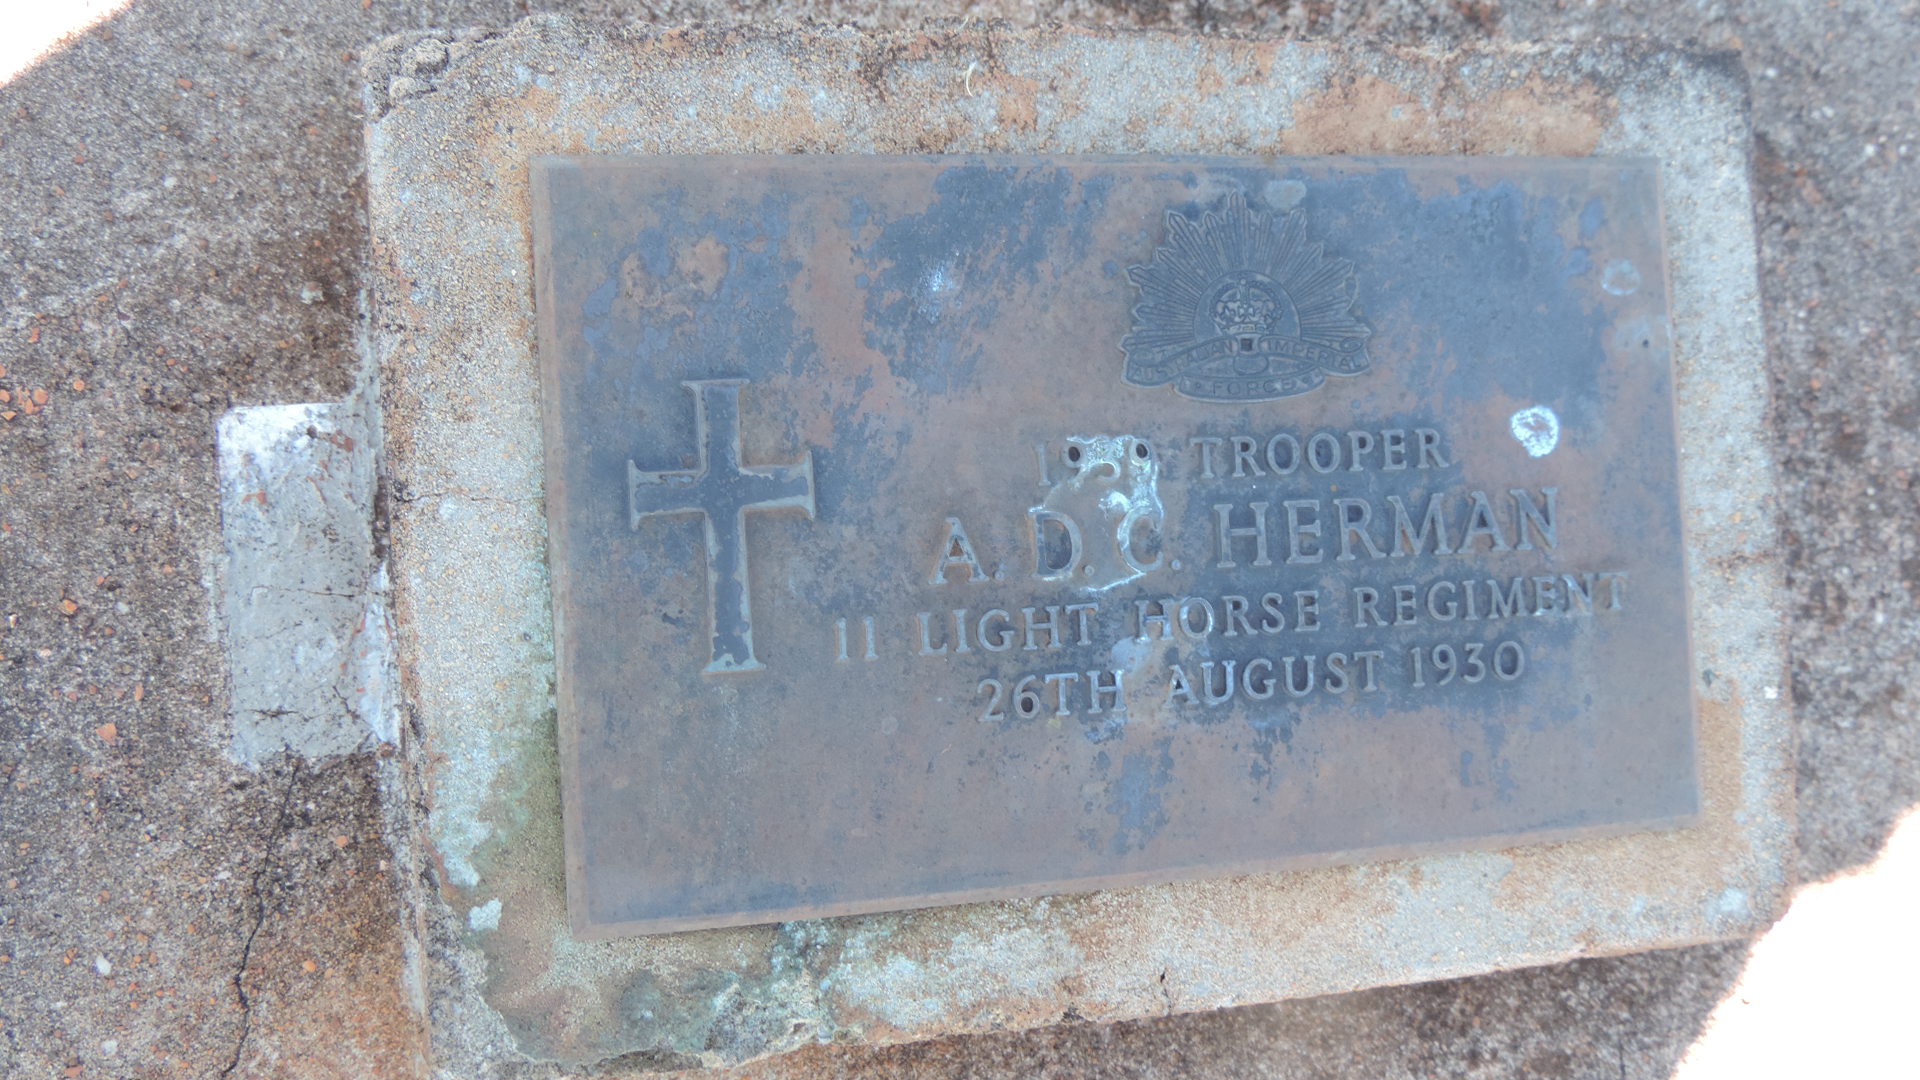 AUSTRALIAN IMPERIAL
FORCE
TROOPER
A. D. C. HERMAN
11 LIGHT HORSE REGIMENT
26TH AUGUST 1930